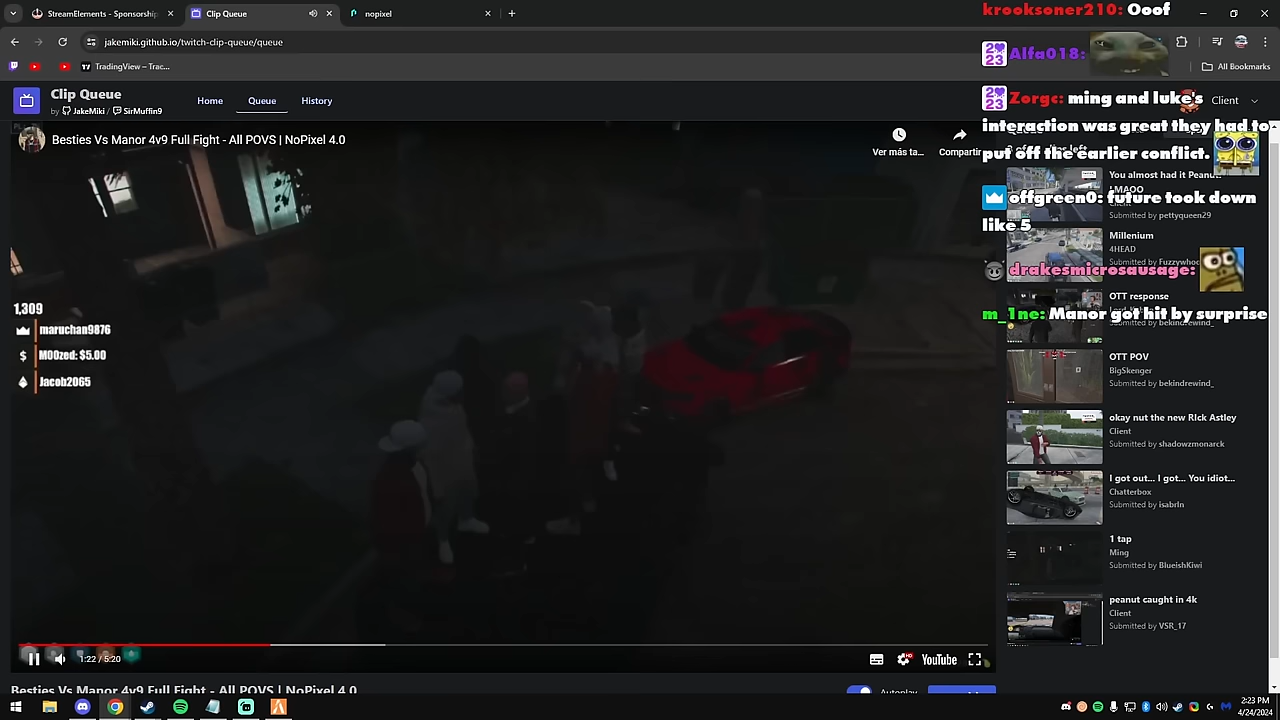 StreamElements - Sponsorship
Clip Queue
nopixel
jakemiki.github.io/twitch-clip-queue/queue
TradingView – Trac...
All Bookmarks
Clip Queue
by JakeMiki / SirMuffin9
Home
Queue
History
Client
Besties Vs Manor 4v9 Full Fight - All POVS | NoPixel 4.0
Ver más ta...
Compartir
krooksoner210: Ooof
Alfa018:
Zorgc: ming and luke's
interaction was great they had to
put off the earlier conflict.
offgreen0: future took down
like 5
drakesmicrosausage:
m_1ne: Manor got hit by surprise
1,309
maruchan9876
$ M00zed: $5.00
Jacob2065
You almost had it Peanut
LMAOO
Submitted by pettyqueen29
Millenium
4HEAD
Submitted by Fuzzywhoo
OTT response
Submitted by bekindrewind_
OTT POV
BigSkenger
Submitted by bekindrewind_
okay nut the new RIck Astley
Client
Submitted by shadowzmonarck
I got out... I got... You idiot...
Chatterbox
Submitted by isabrln
1 tap
Ming
Submitted by BlueishKiwi
peanut caught in 4k
Client
Submitted by VSR_17
1:22 / 5:20
HD
YouTube
Besties Vs Manor 4v9 Full Fight - All POVS | NoPixel 4.0
Autoplay
2:23 PM
4/24/2024